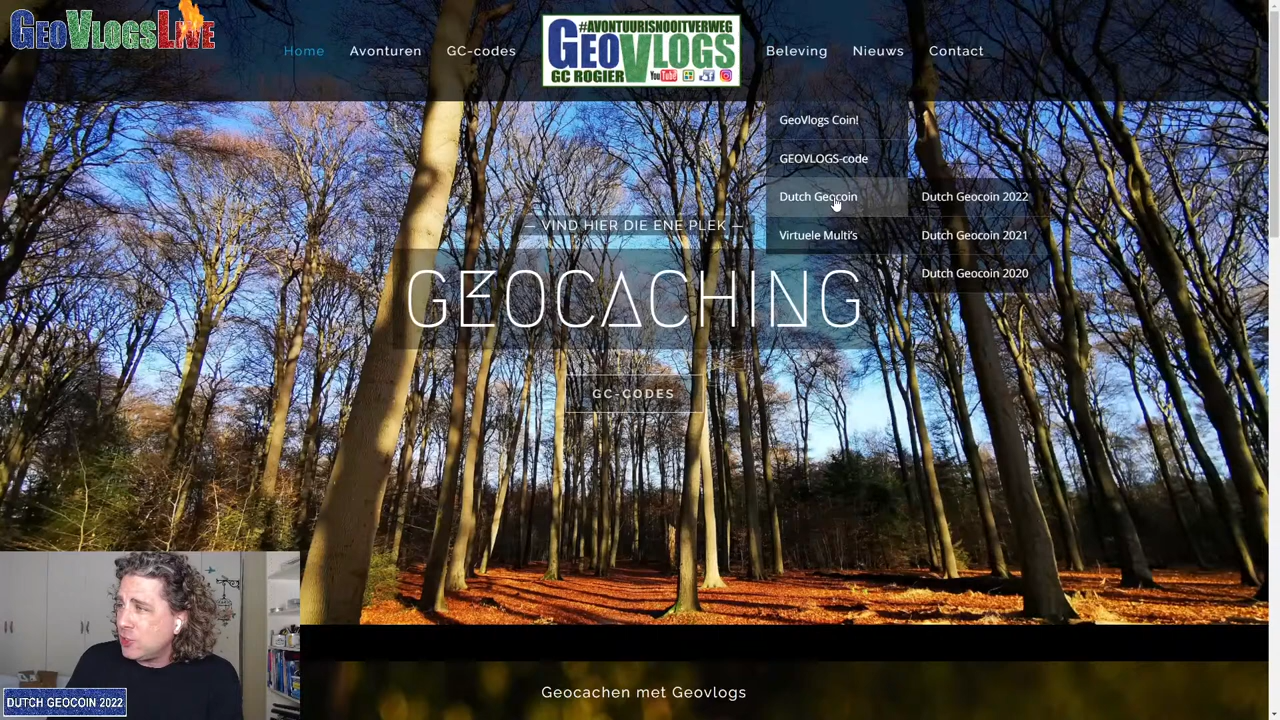 GEOVLOGSLIVE
Home
Avonturen
GC-codes
#AVONTUURISNOOITVERWEG
GEOVLOGS
GC ROGIER
YouTube
Beleving
Nieuws
Contact
GeoVlogs Coin!
GEOVLOGS-code
Dutch Geocoin
Virtuele Multi's
Dutch Geocoin 2022
Dutch Geocoin 2021
Dutch Geocoin 2020
— VIND HIER DIE ENE PLEK —
GEOCACHING
GC-CODES
Geocachen met Geovlogs
DUTCH GEOCOIN 2022